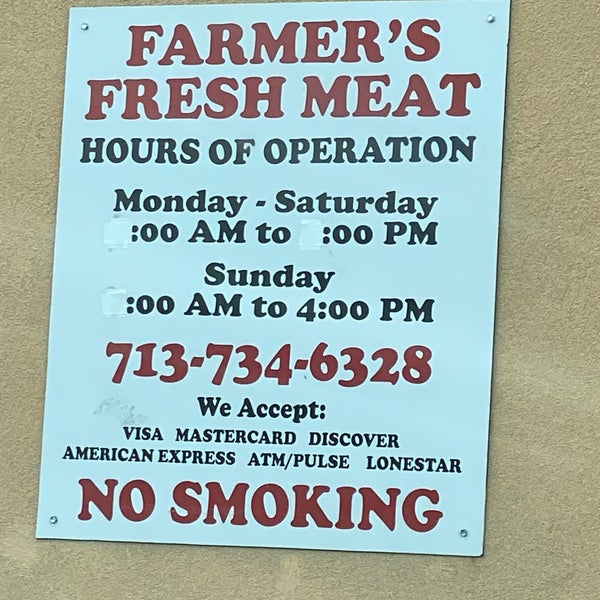 FARMER'S
FRESH MEAT
HOURS OF OPERATION
Monday - Saturday
:00 AM to :00 PM
Sunday
:00 AM to 4:00 PM
713-734-6328
We Accept:
VISA MASTERCARD DISCOVER
AMERICAN EXPRESS ATM/PULSE LONESTAR
NO SMOKING